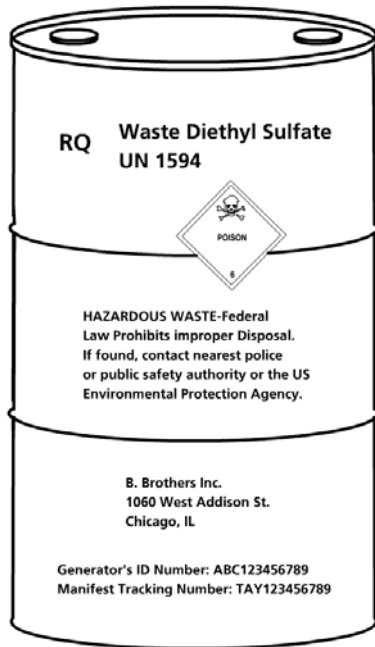 RQ Waste Diethyl Sulfate
UN 1594
POISON
6
HAZARDOUS WASTE-Federal
Law Prohibits improper Disposal.
If found, contact nearest police
or public safety authority or the US
Environmental Protection Agency.
B. Brothers Inc.
1060 West Addison St.
Chicago, IL
Generator's ID Number: ABC123456789
Manifest Tracking Number: TAY123456789